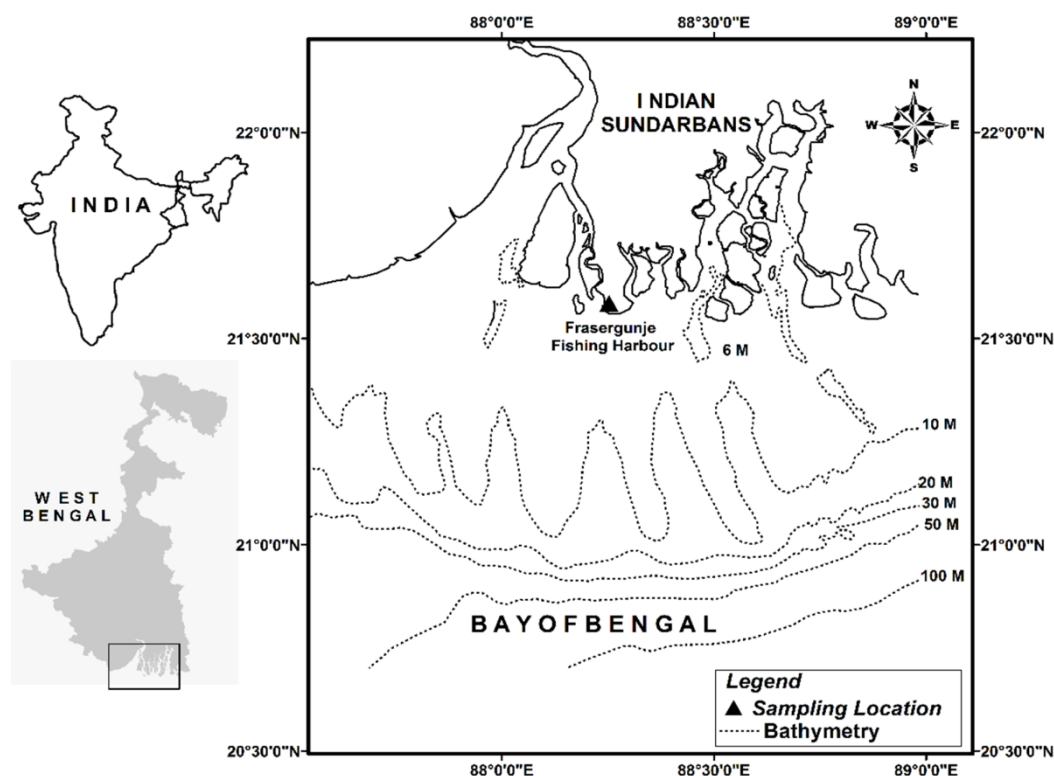 88°0'0"E
88°30'0"E
89°0'0"E
INDIAN
SUNDARBANS
N
W
E
S
22°0'0"N
22°0'0"N
INDIA
Frasergunje
Fishing Harbour
6 M
21°30'0"N
21°30'0"N
10 M
20 M
30 M
50 M
100 M
WEST
BENGAL
21°0'0"N
21°0'0"N
BAYOFBENGAL
Legend
Sampling Location
Bathymetry
20°30'0"N
20°30'0"N
88°0'0"E
88°30'0"E
89°0'0"E